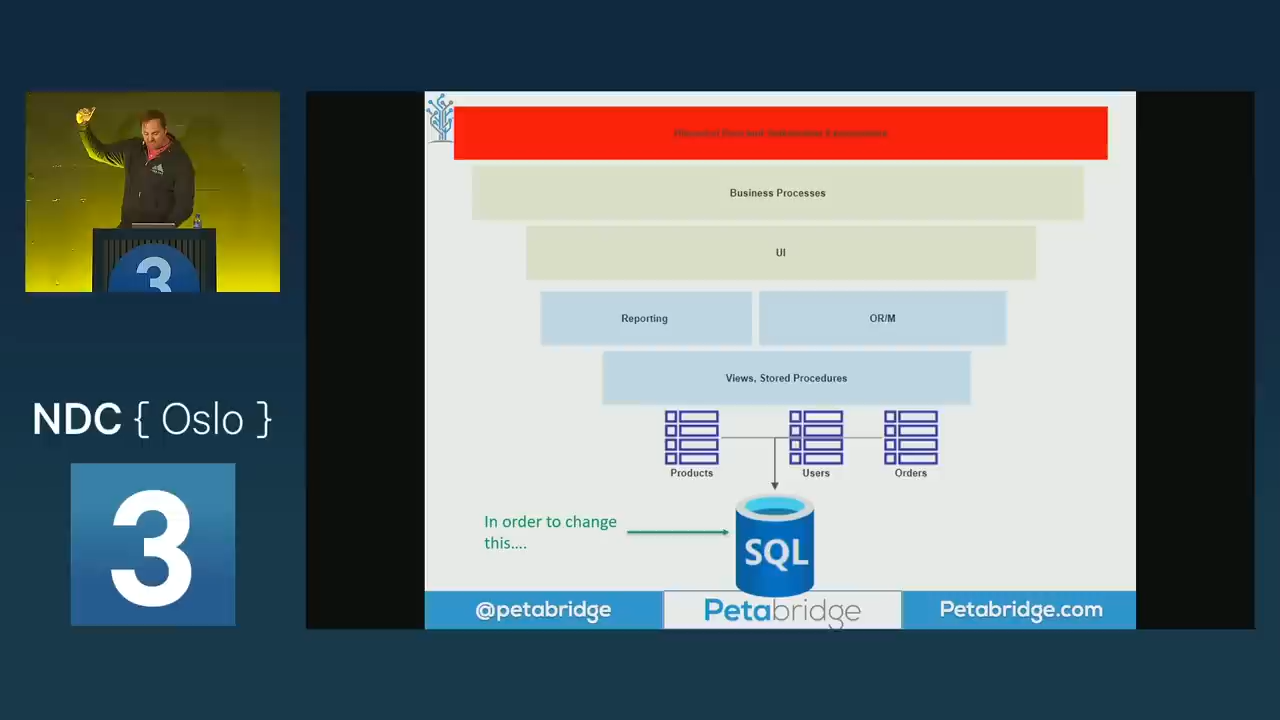 Business Processes
UI
Reporting
OR/M
Views, Stored Procedures
Products
Users
Orders
In order to change
this....
SQL
@petabridge
Petabridge
Petabridge.com
3
NDC { Oslo }
3